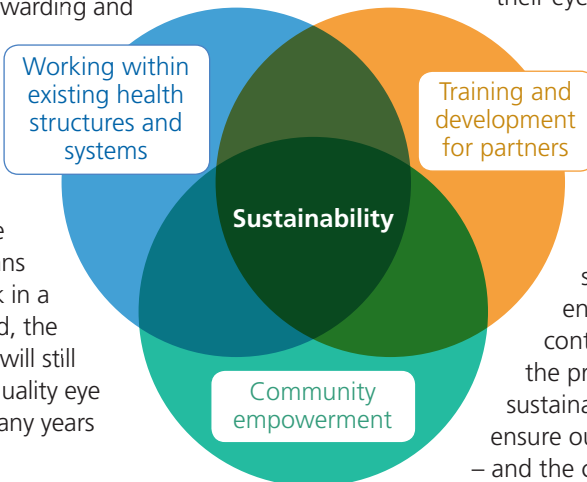 warding and
their eye
Working within
existing health
structures and
systems
Training and
development
for partners
Sustainability
Community
empowerment
e
ans
k in a
d, the
will still
uality eye
any years
s
en
cont
the pr
sustaina
ensure ou
– and the c